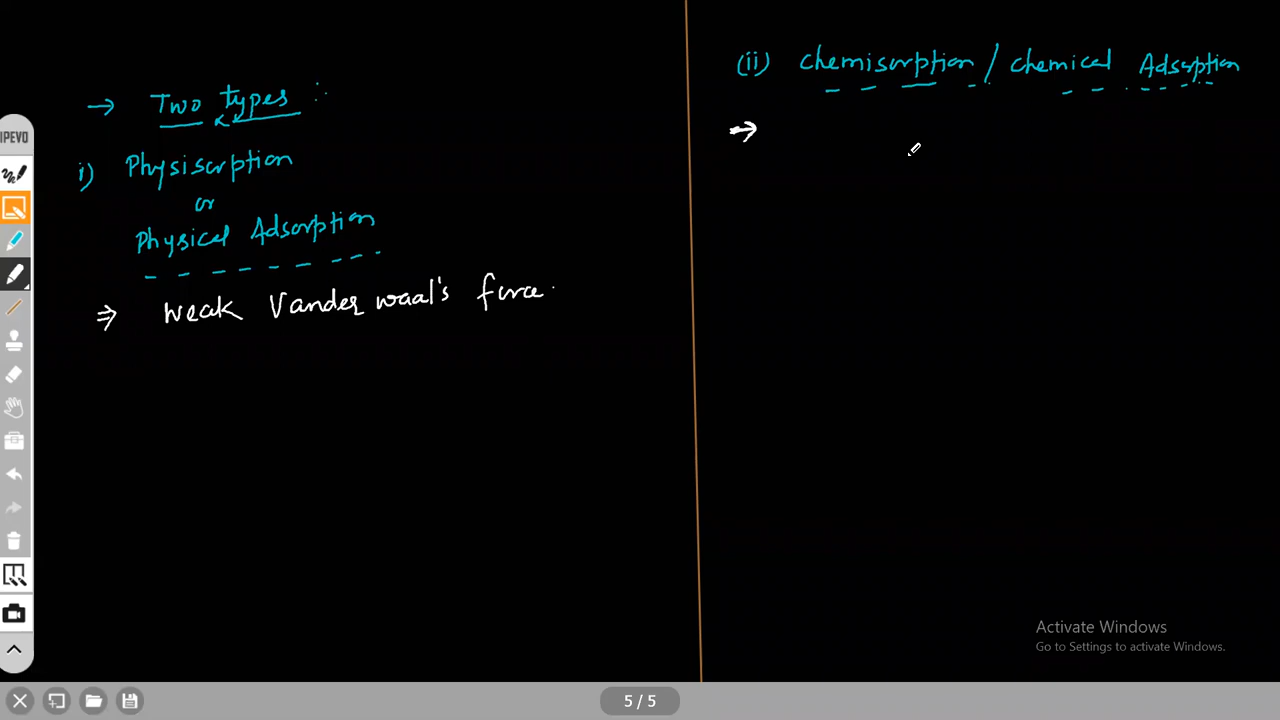 → Two types :
i) Physisorption
or
Physical Adsorption
⇒ weak Vander waal's force.
(ii) chemisorption / chemical Adsorption
→
IPEVO
Activate Windows
Go to Settings to activate Windows.
5 / 5